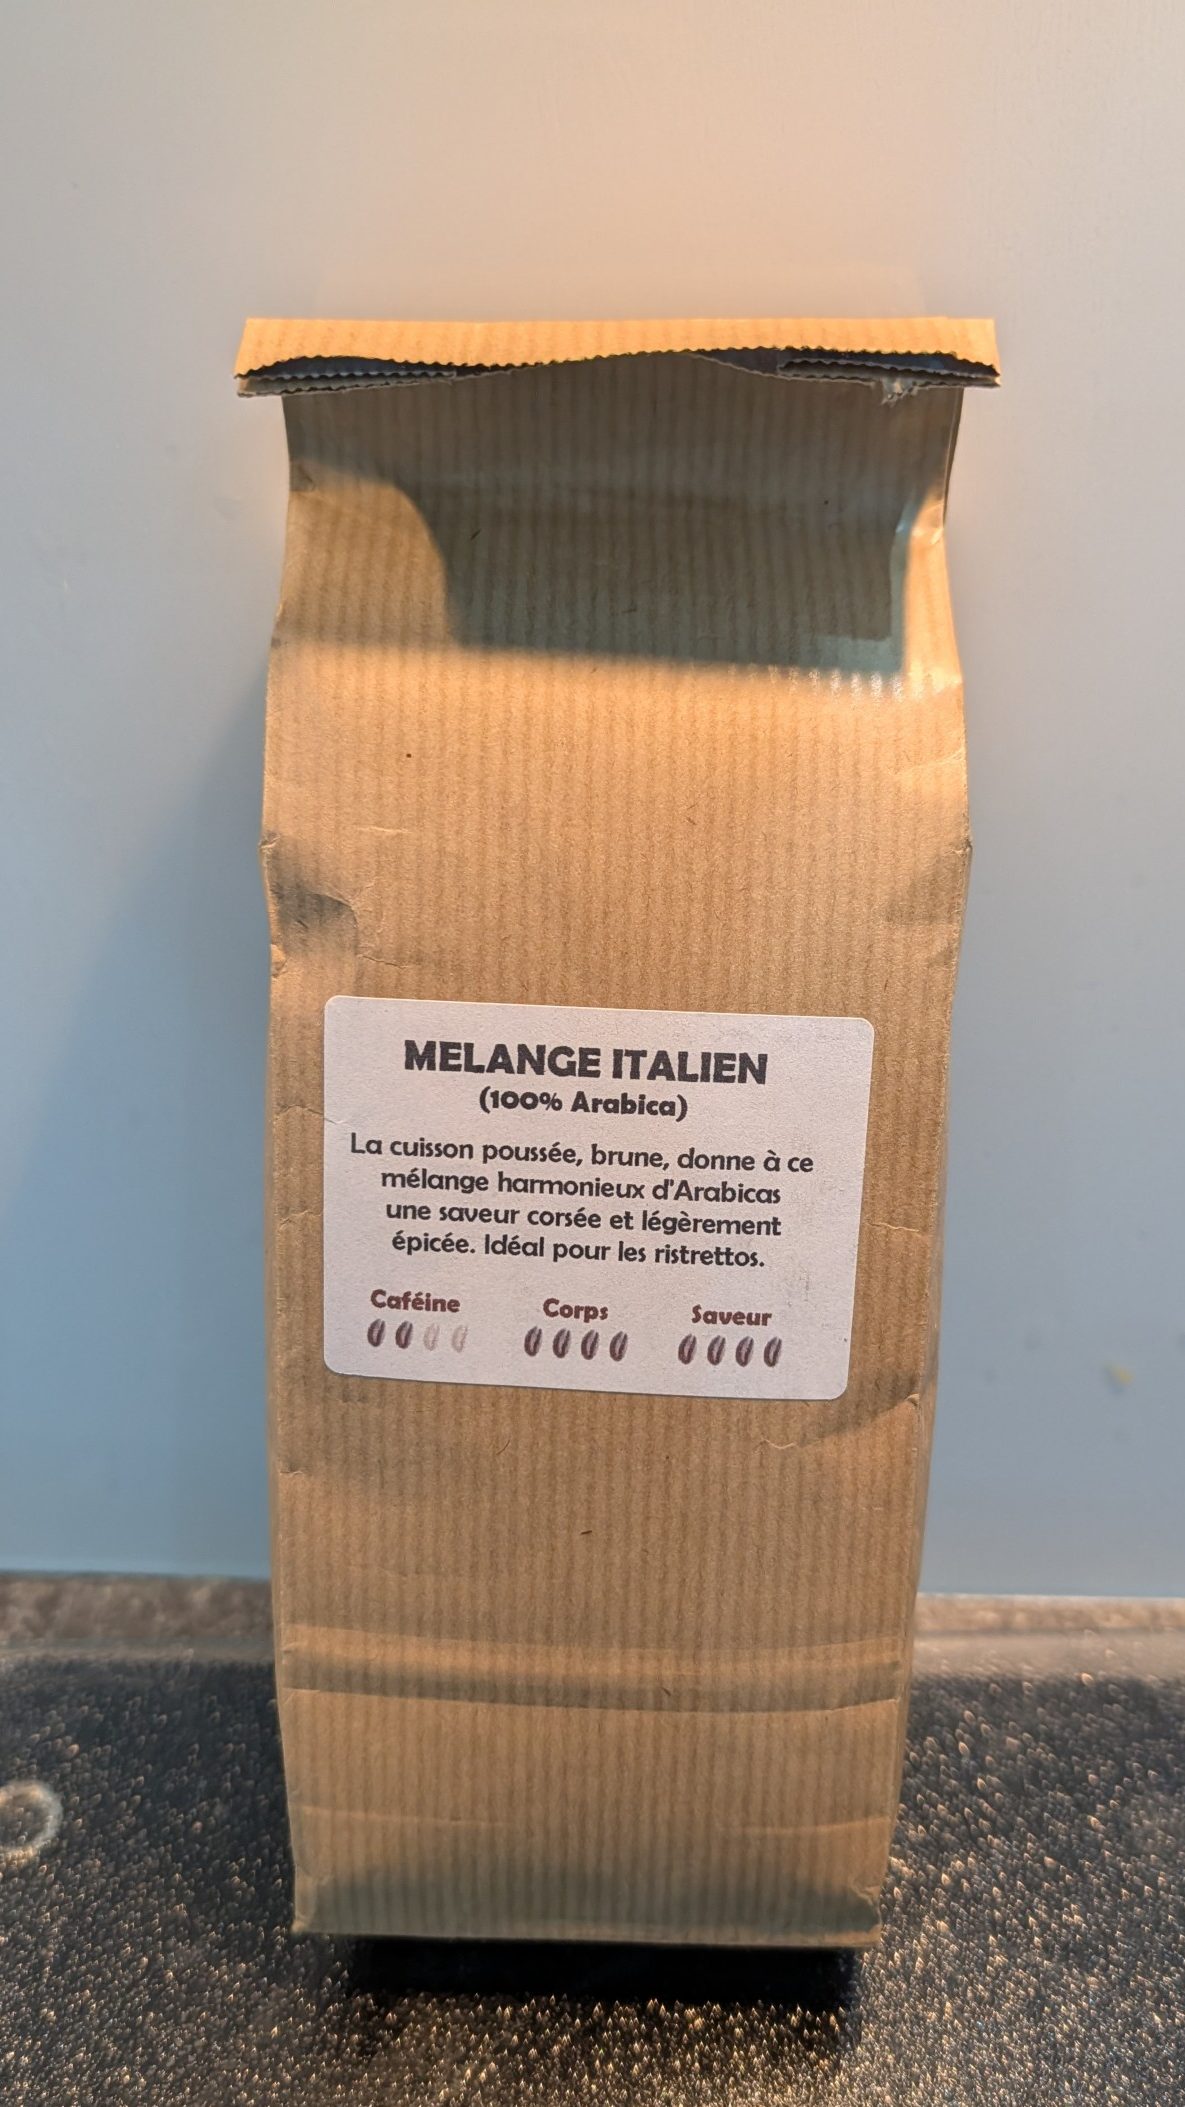 MELANGE ITALIEN
(100% Arabica)
La cuisson poussée, brune, donne à ce
mélange harmonieux d'Arabicas
une saveur corsée et légèrement
épicée. Idéal pour les ristrettos.
Caféine Corps Saveur